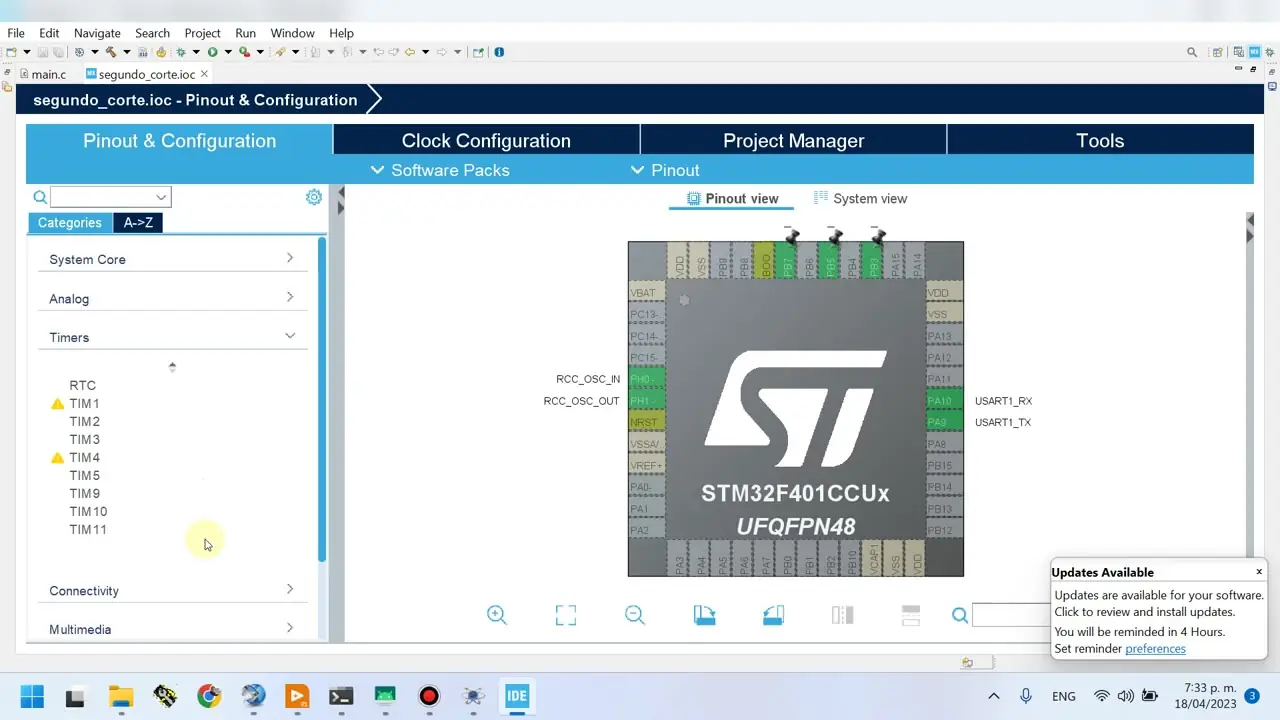 File Edit Navigate Search Project Run Window Help
main.c segundo_corte.ioc
segundo_corte.ioc - Pinout & Configuration
Pinout & Configuration Clock Configuration Project Manager Tools
Software Packs Pinout
Pinout view System view
Categories A->Z
System Core
Analog
Timers
RTC
TIM1
TIM2
TIM3
TIM4
TIM5
TIM9
TIM10
TIM11
Connectivity
Multimedia
VDD VSS PB9 PB8 BOO PB7 PB6 PB5 PB4 PB3 PA15 PA14
VBAT
PC13-
PC14-
PC15-
RCC_OSC_IN PH0-
RCC_OSC_OUT PH1-
NRST
VSSA/
VREF+
PA0-
PA1
PA2
STM32F401CCUx
UFQFPN48
VDD
VSS
PA13
PA12
PA11
PA10 USART1_RX
PA9 USART1_TX
PA8
PB15
PB14
PB13
PB12
PA3 PA4 PA5 PA6 PA7 PB0 PB1 PB2 PB10 VCAP1 VSS VDD
Updates Available
Updates are available for your software.
Click to review and install updates.
You will be reminded in 4 Hours.
Set reminder preferences
IDE
ENG
7:33 p. m.
18/04/2023
3